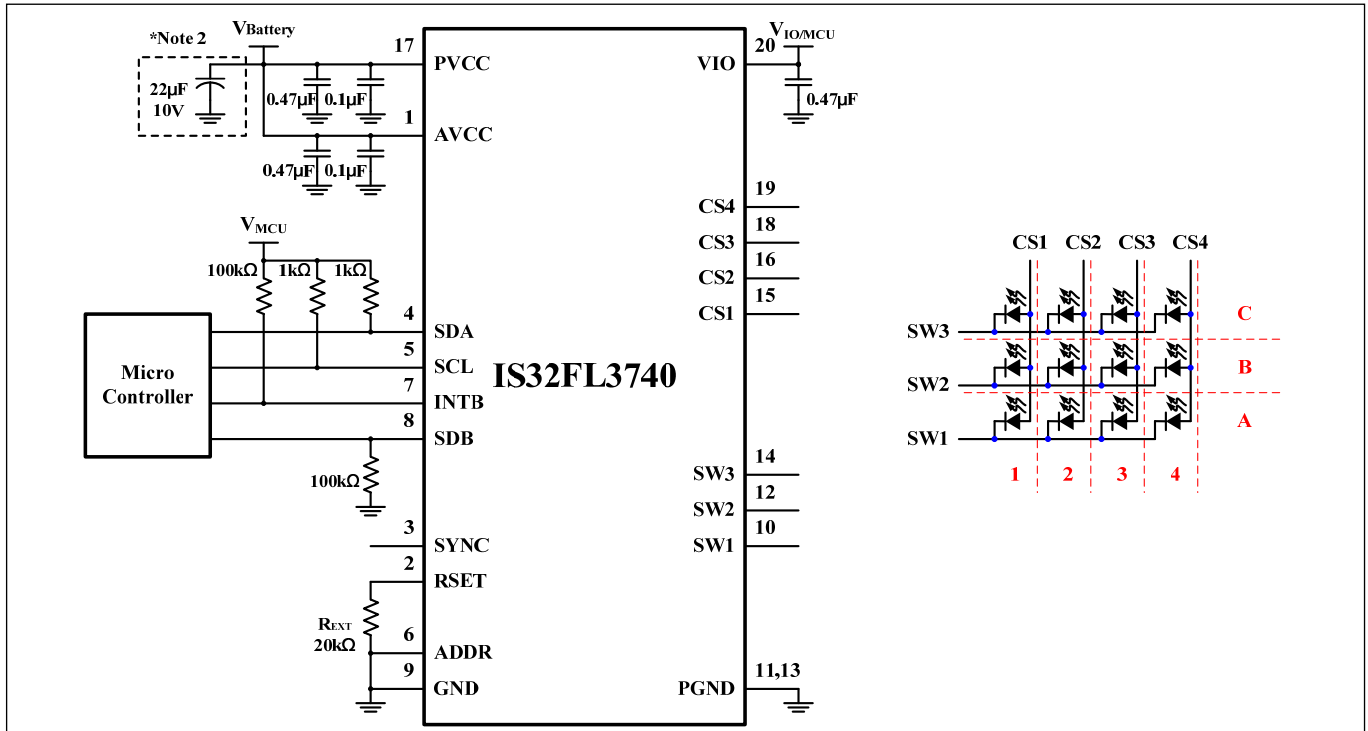 *Note 2
VBattery
22µF
10V
0.47µF
0.1µF
0.47µF
0.1µF
17
PVCC
1
AVCC
VMCU
100kΩ
1kΩ
1kΩ
Micro
Controller
4
SDA
5
SCL
7
INTB
8
SDB
100kΩ
3
SYNC
2
RSET
REXT
20kΩ
6
ADDR
9
GND
IS32FL3740
VIO/MCU
20
VIO
0.47µF
19
CS4
18
CS3
16
CS2
15
CS1
14
SW3
12
SW2
10
SW1
11,13
PGND
CS1 CS2 CS3 CS4
SW3
C
SW2
B
SW1
A
1 2 3 4